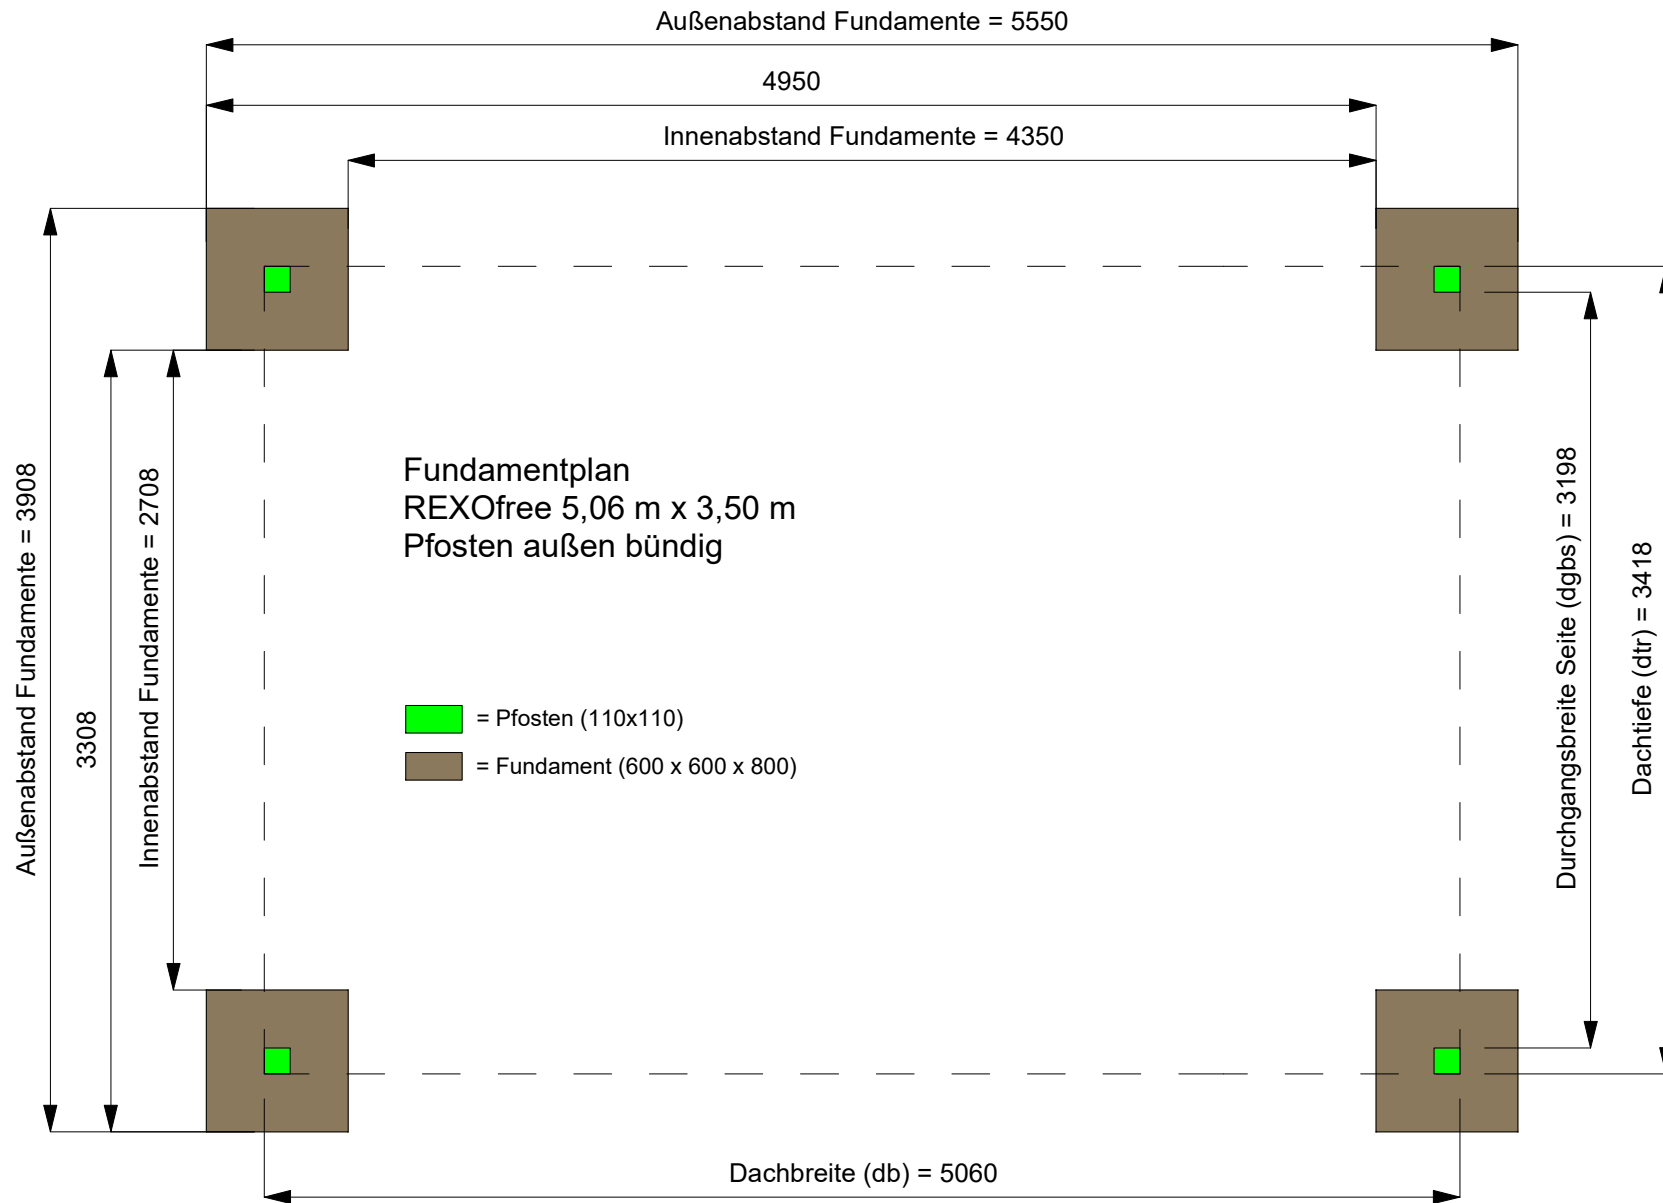 Außenabstand Fundamente = 5550
4950
Innenabstand Fundamente = 4350
Außenabstand Fundamente = 3908
3308
Innenabstand Fundamente = 2708
Fundamentplan
REXOfree 5,06 m x 3,50 m
Pfosten außen bündig
= Pfosten (110x110)
= Fundament (600 x 600 x 800)
Durchgangsbreite Seite (dgbs) = 3198
Dachtiefe (dtr) = 3418
Dachbreite (db) = 5060